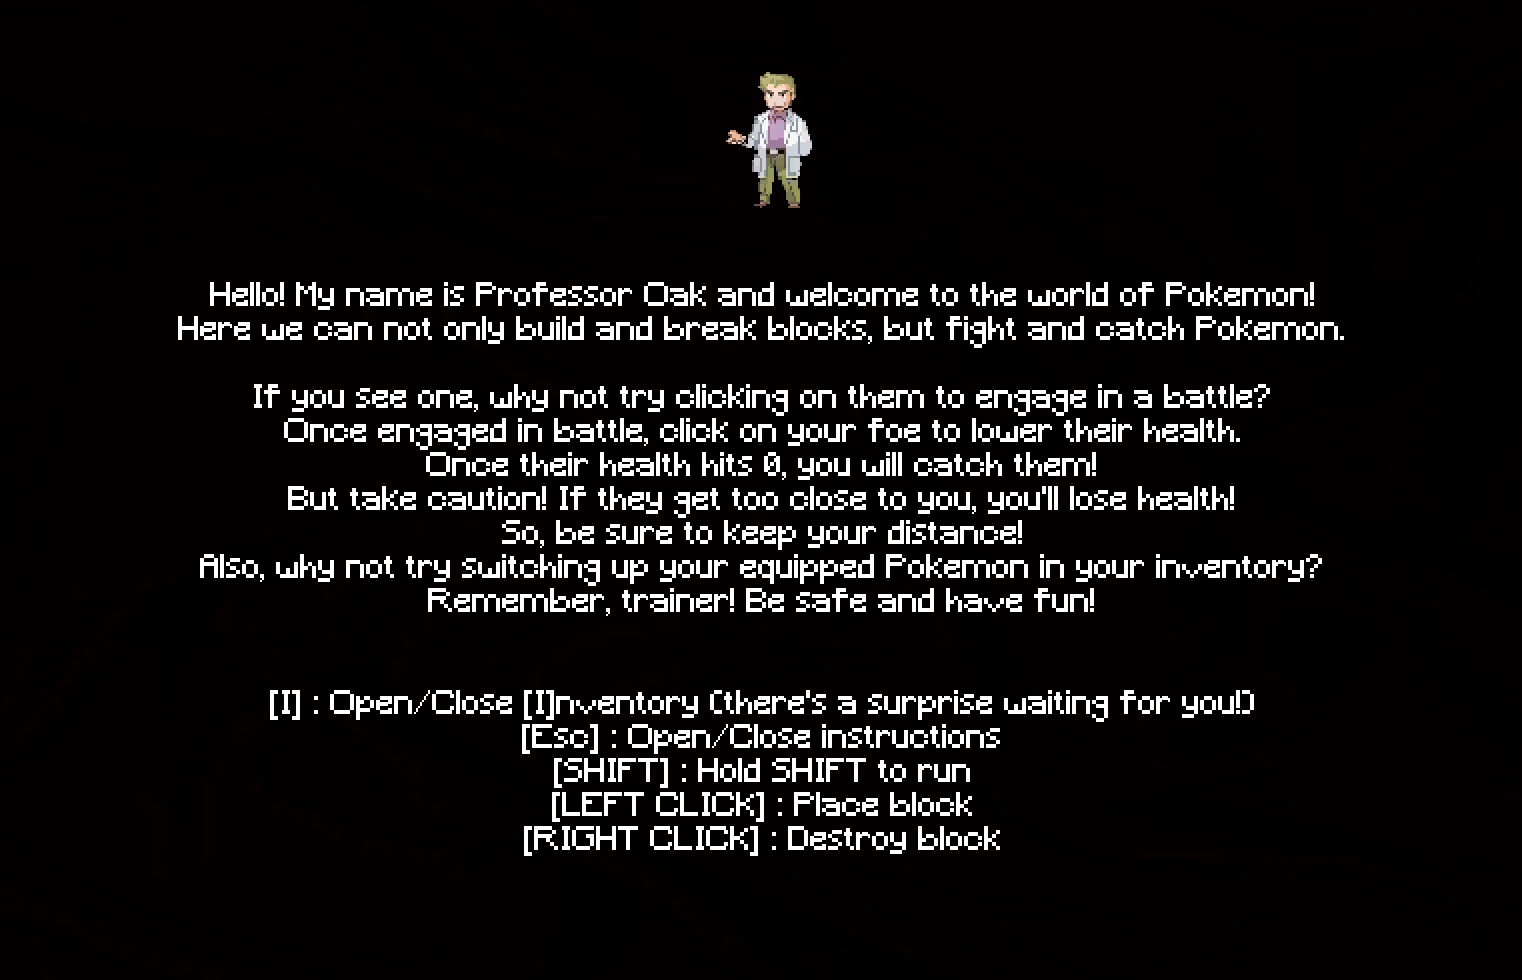 Hello! My name is Professor Oak and welcome to the world of Pokemon!
Here we can not only build and break blocks, but fight and catch Pokemon.
If you see one, why not try clicking on them to engage in a battle?
Once engaged in battle, click on your foe to lower their health.
Once their health hits 0, you will catch them!
But take caution! If they get too close to you, you'll lose health!
So, be sure to keep your distance!
Also, why not try switching up your equipped Pokemon in your inventory?
Remember, trainer! Be safe and have fun!
[I] : Open/Close [I]nventory (there's a surprise waiting for you!)
[Esc] : Open/Close instructions
[SHIFT] : Hold SHIFT to run
[LEFT CLICK] : Place block
[RIGHT CLICK] : Destroy block